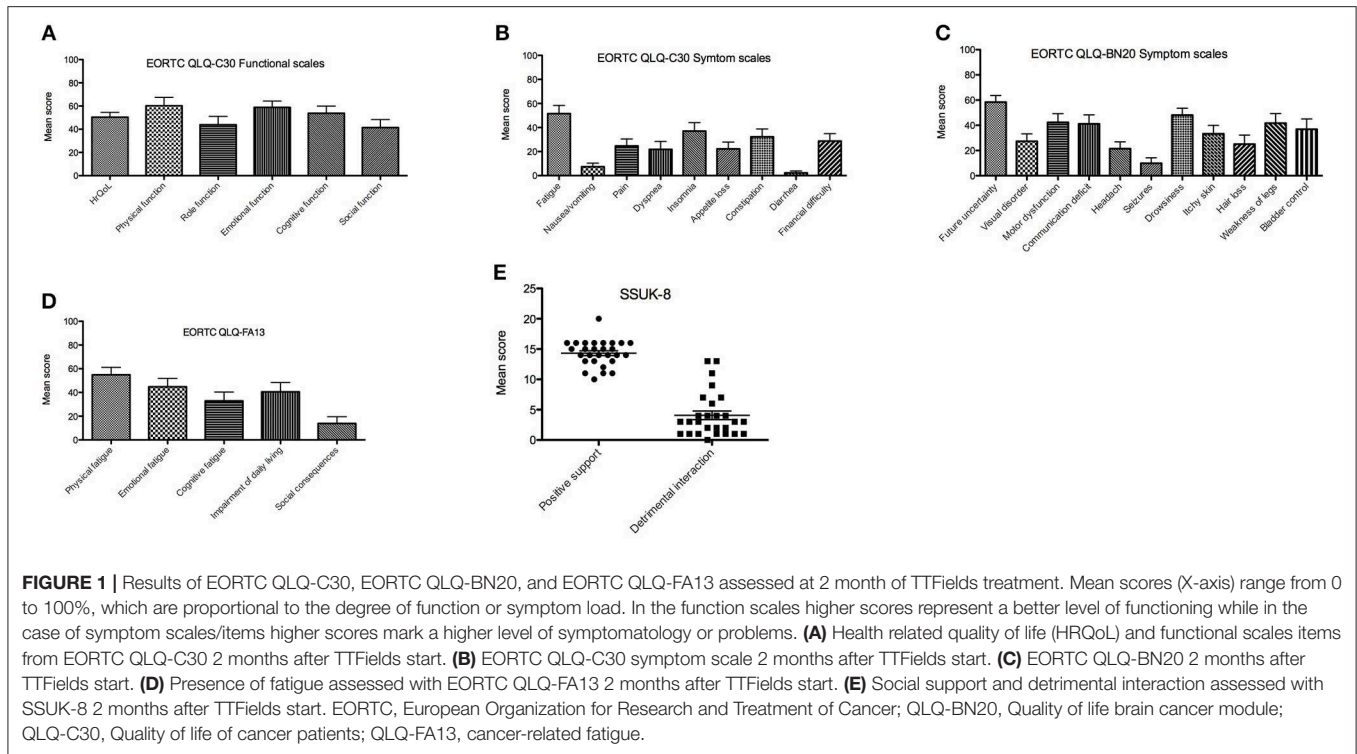 A
EORTC QLQ-C30 Functional scales
Mean score
100
80
60
40
20
0
HrQoL
Physical function
Role function
Emotional function
Cognitive function
Social function
B
EORTC QLQ-C30 Symtom scales
Mean score
100
80
60
40
20
0
Fatigue
Nausea/vomiting
Pain
Dyspnea
Insomnia
Appetite loss
Constipation
Diarrhea
Financial difficulty
C
EORTC QLQ-BN20 Symptom scales
Mean score
100
80
60
40
20
0
Future uncertainty
Visual disorder
Motor dysfunction
Communication deficit
Headach
Seizures
Drowsiness
Itchy skin
Hair loss
Weakness of legs
Bladder control
D
EORTC QLQ-FA13
Mean score
100
80
60
40
20
0
Physical fatigue
Emotional fatigue
Cognitive fatigue
Impairment of daily living
Social consequences
E
SSUK-8
Mean score
25
20
15
10
5
0
Positive support
Detrimental interaction
FIGURE 1 | Results of EORTC QLQ-C30, EORTC QLQ-BN20, and EORTC QLQ-FA13 assessed at 2 month of TTFields treatment. Mean scores (X-axis) range from 0
to 100%, which are proportional to the degree of function or symptom load. In the function scales higher scores represent a better level of functioning while in the
case of symptom scales/items higher scores mark a higher level of symptomatology or problems. (A) Health related quality of life (HRQoL) and functional scales items
from EORTC QLQ-C30 2 months after TTFields start. (B) EORTC QLQ-C30 symptom scale 2 months after TTFields start. (C) EORTC QLQ-BN20 2 months after
TTFields start. (D) Presence of fatigue assessed with EORTC QLQ-FA13 2 months after TTFields start. (E) Social support and detrimental interaction assessed with
SSUK-8 2 months after TTFields start. EORTC, European Organization for Research and Treatment of Cancer; QLQ-BN20, Quality of life brain cancer module;
QLQ-C30, Quality of life of cancer patients; QLQ-FA13, cancer-related fatigue.